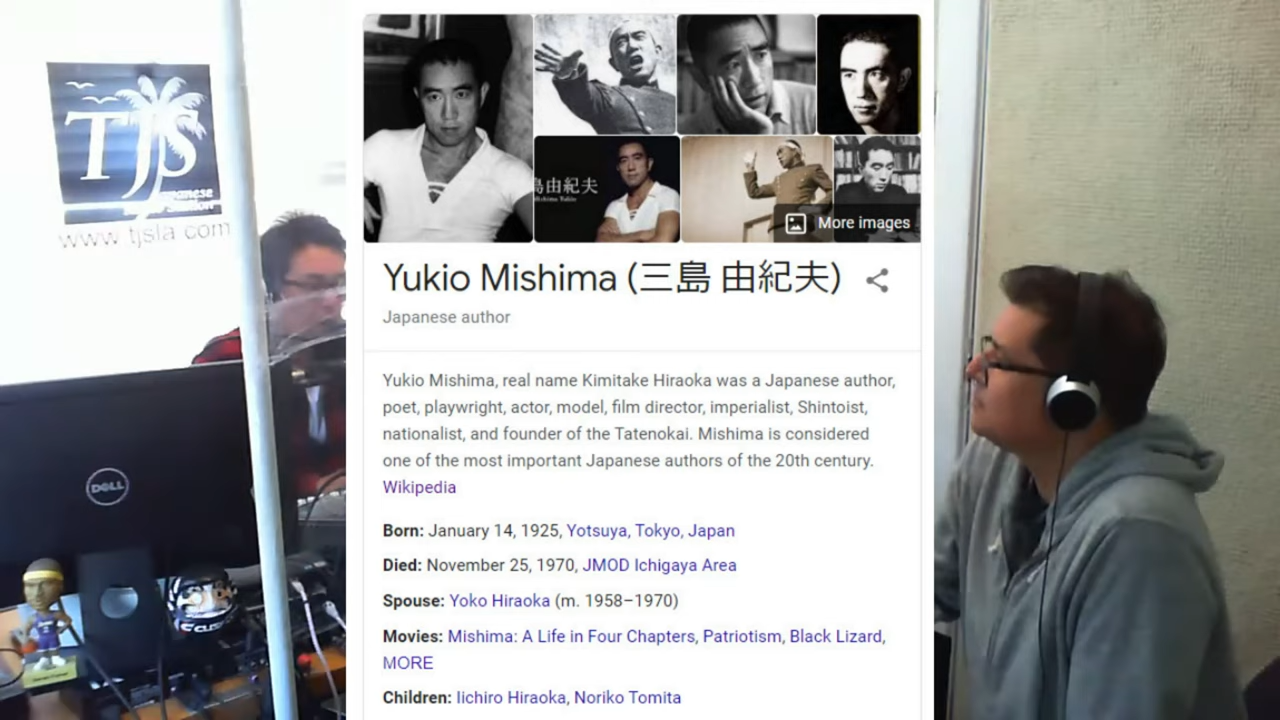 TJS
www.tjsla.com
DELL
島由紀夫
More images
Yukio Mishima (三島 由紀夫)
Japanese author
Yukio Mishima, real name Kimitake Hiraoka was a Japanese author,
poet, playwright, actor, model, film director, imperialist, Shintoist,
nationalist, and founder of the Tatenokai. Mishima is considered
one of the most important Japanese authors of the 20th century.
Wikipedia
Born: January 14, 1925, Yotsuya, Tokyo, Japan
Died: November 25, 1970, JMOD Ichigaya Area
Spouse: Yoko Hiraoka (m. 1958–1970)
Movies: Mishima: A Life in Four Chapters, Patriotism, Black Lizard,
MORE
Children: Iichiro Hiraoka, Noriko Tomita